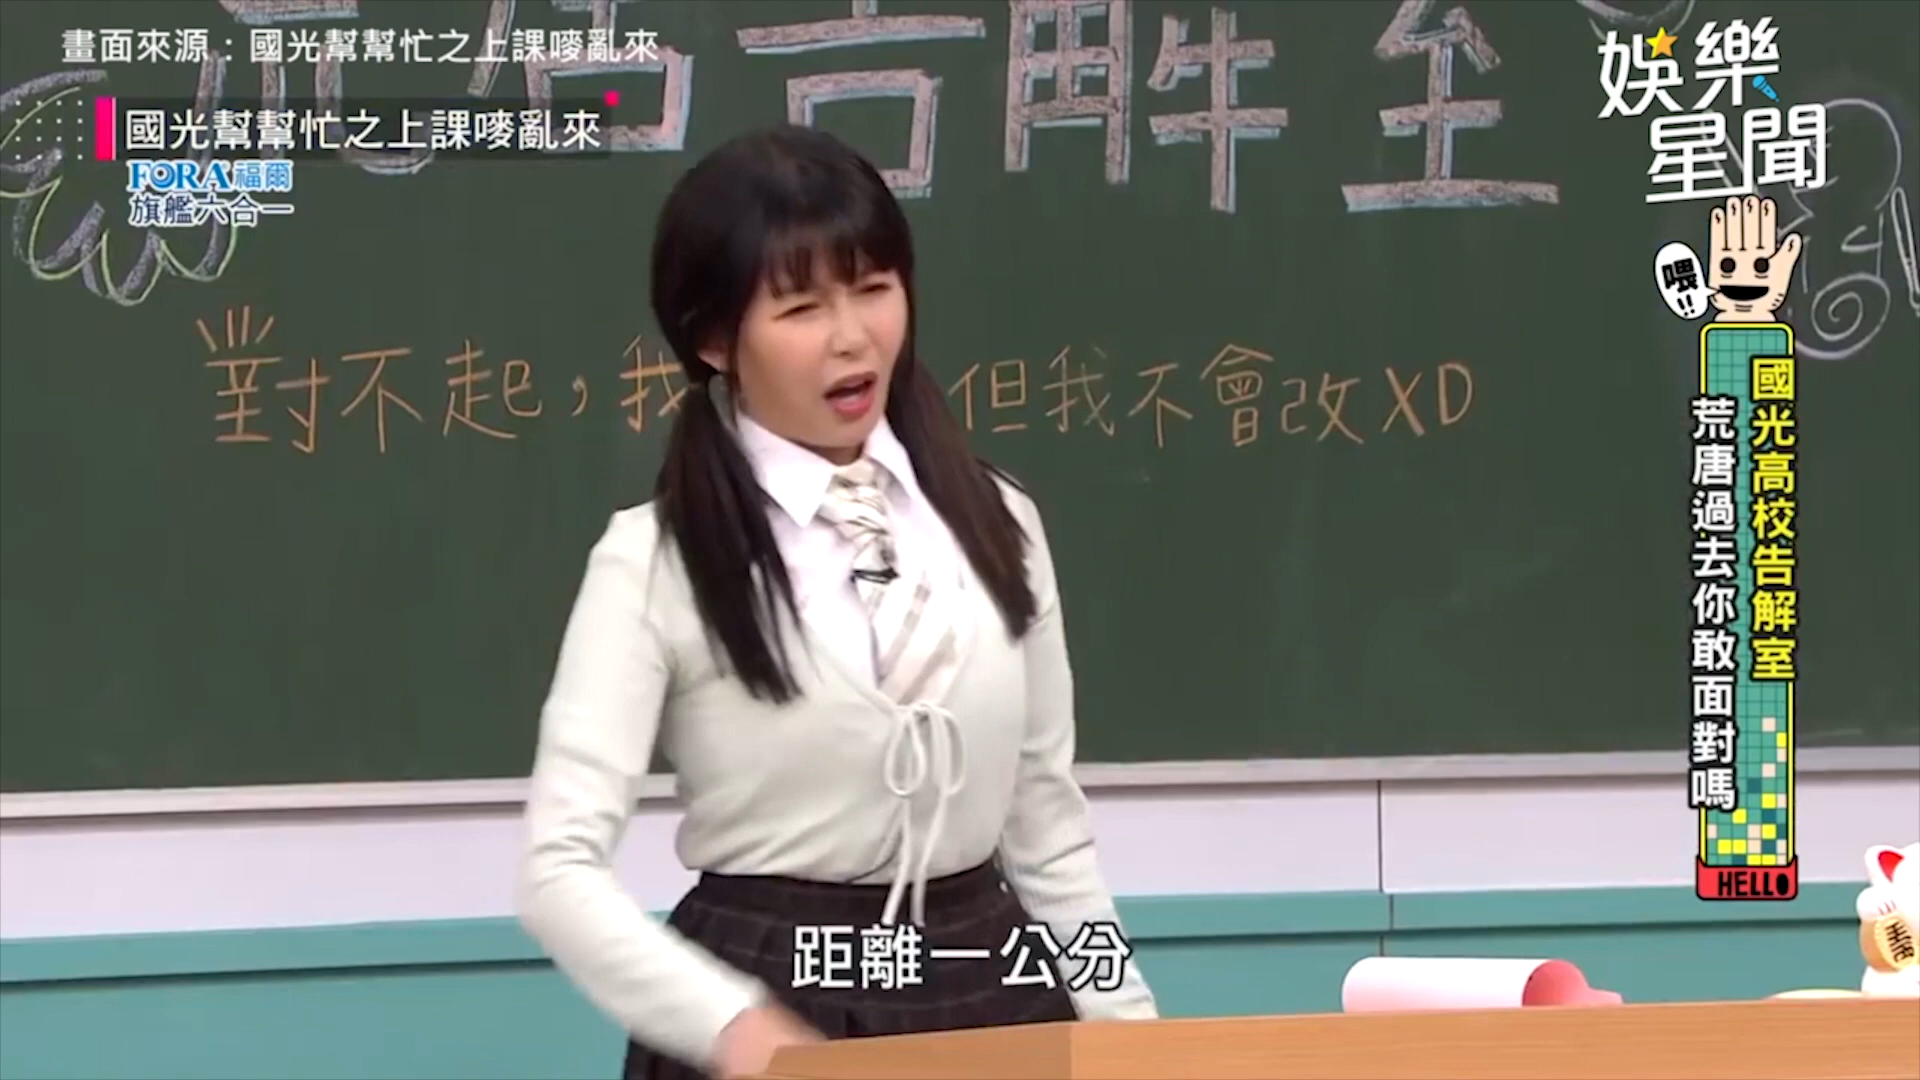 畫面來源：國光幫幫忙之上課嘜亂來
國光幫幫忙之上課嘜亂來
FORA福爾
旗艦六合一
娛樂
星聞
喂!!
國光高校告解室
荒唐過去你敢面對嗎
HELLO
告解室
對不起，我
但我不會改XD
距離一公分